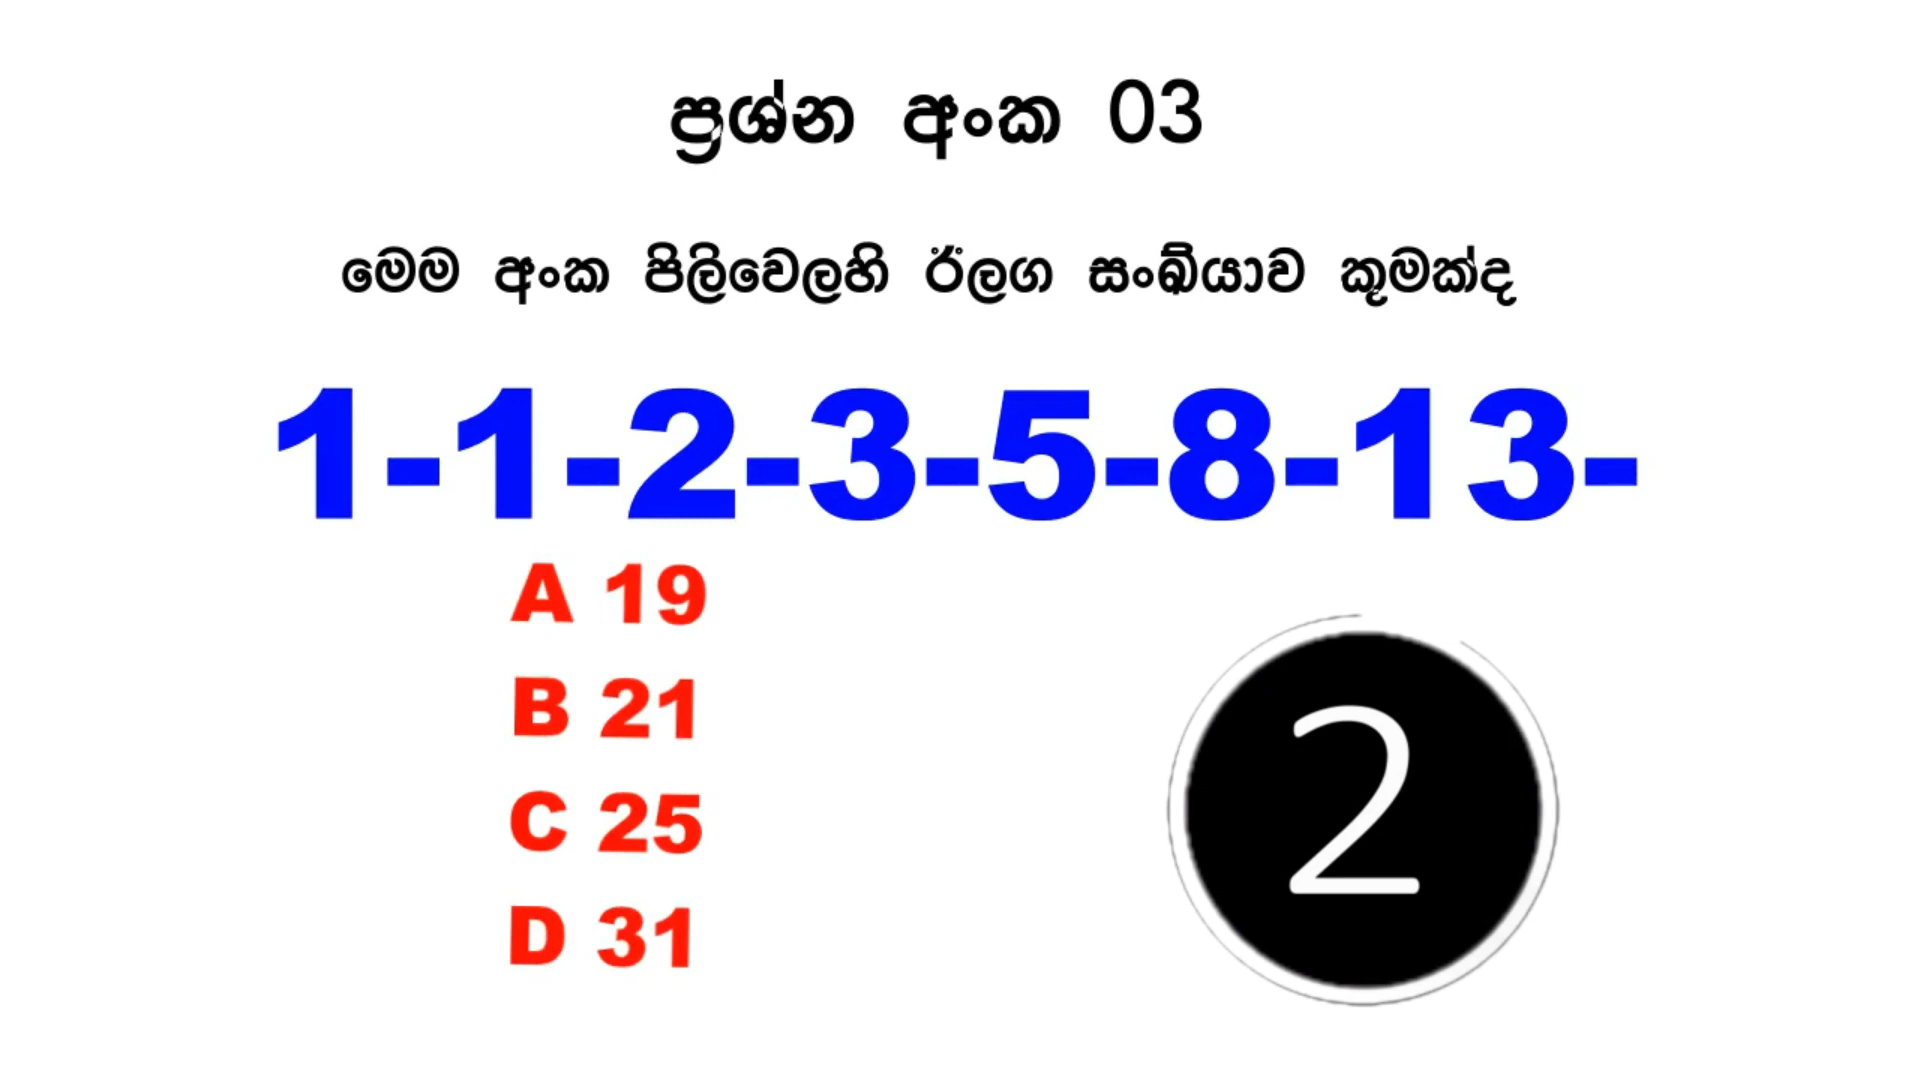 ප්‍රශ්න අංක 03
මෙම අංක පිලිවෙලහි ඊලග සංඛ්යාව කුමක්ද
1-1-2-3-5-8-13-
A 19
B 21
C 25
D 31
2